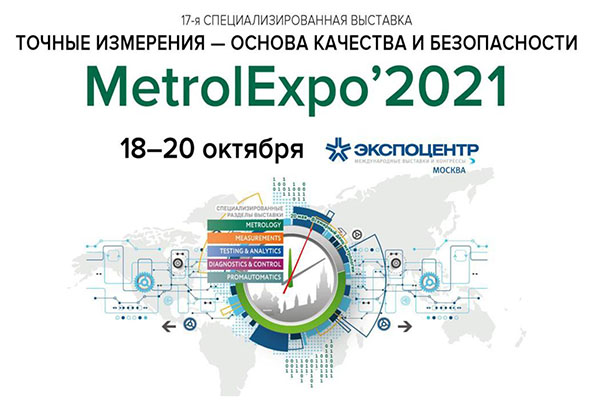 17-я СПЕЦИАЛИЗИРОВАННАЯ ВЫСТАВКА
ТОЧНЫЕ ИЗМЕРЕНИЯ — ОСНОВА КАЧЕСТВА И БЕЗОПАСНОСТИ
MetrolExpo’2021
18–20 октября
ЭКСПОЦЕНТР
МЕЖДУНАРОДНЫЕ ВЫСТАВКИ И КОНГРЕССЫ
МОСКВА
СПЕЦИАЛИЗИРОВАННЫЕ
РАЗДЕЛЫ ВЫСТАВКИ
METROLOGY
MEASUREMENTS
TESTING & ANALYTICS
DIAGNOSTICS & CONTROL
PROMAUTOMATICS